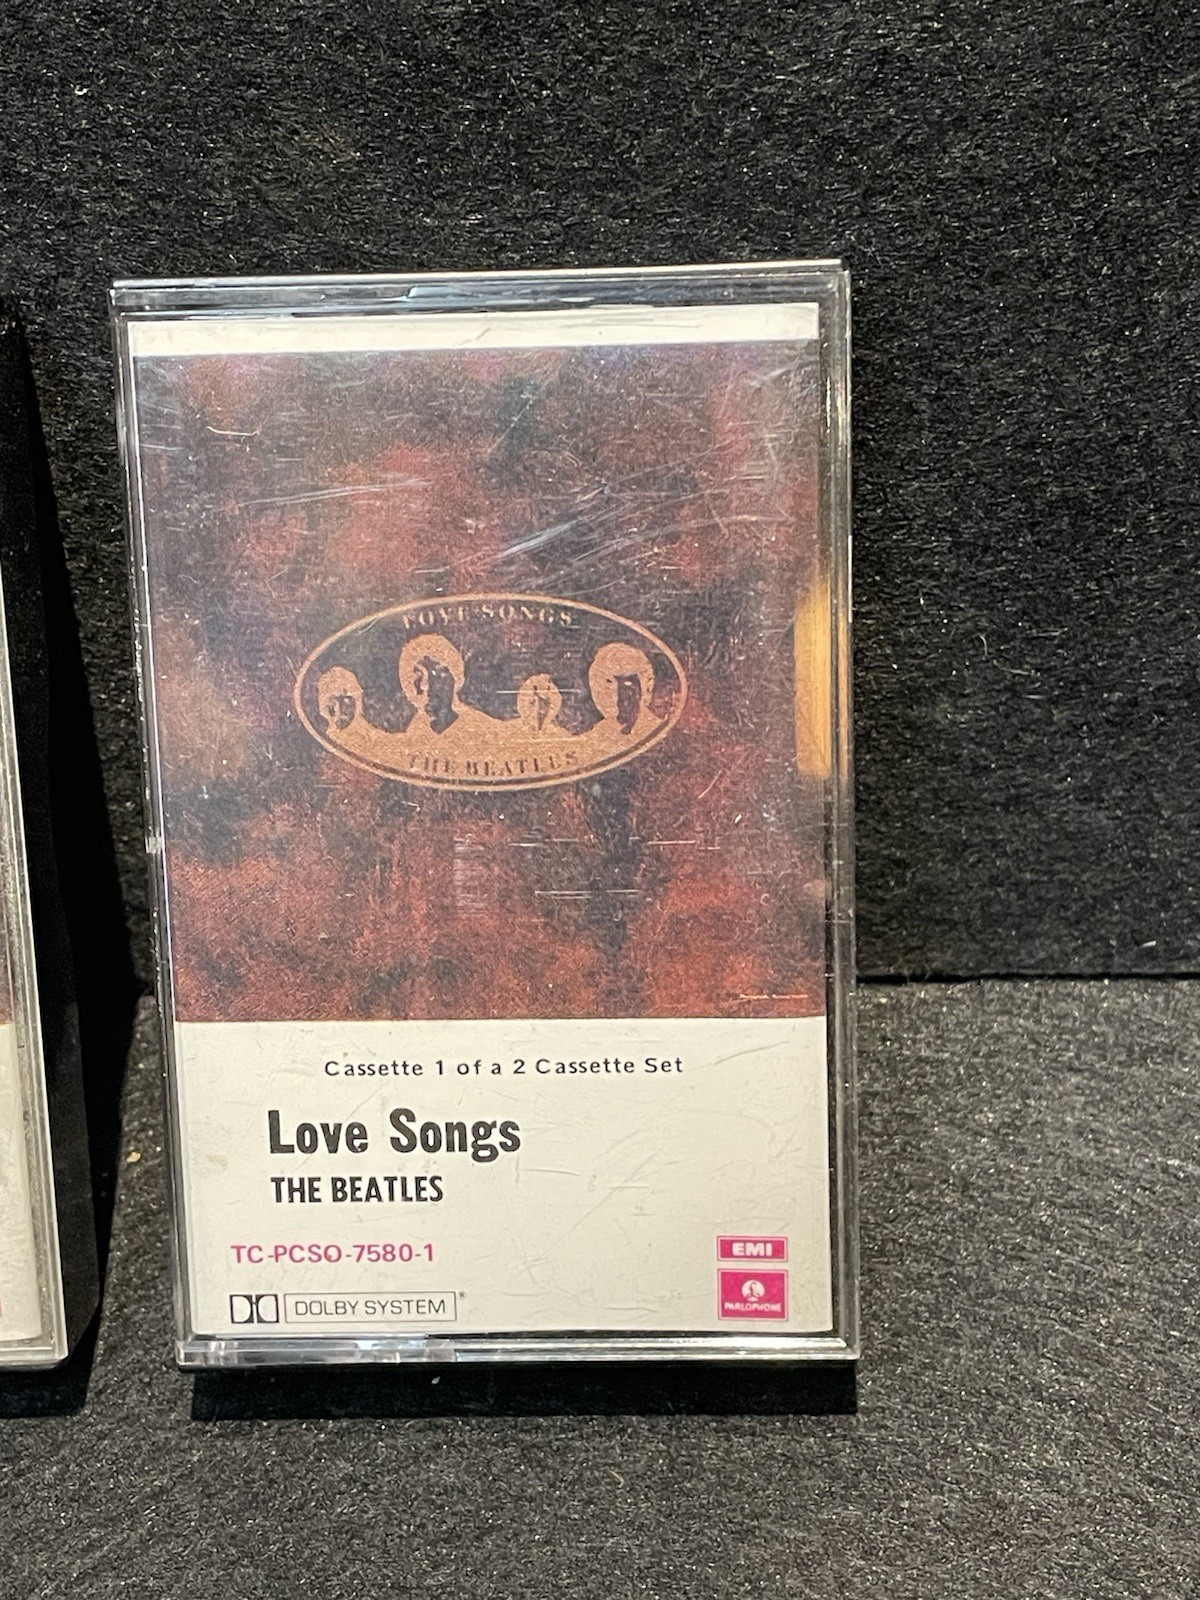 LOVE SONGS
THE BEATLES
Cassette 1 of a 2 Cassette Set
Love Songs
THE BEATLES
TC-PCSO-7580-1
EMI
DOLBY SYSTEM®
PARLOPHONE